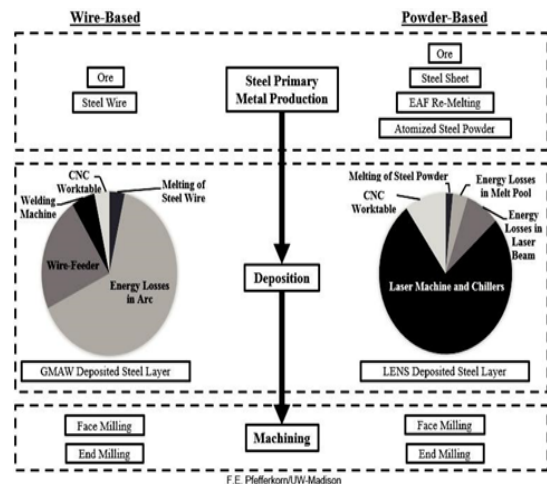 Wire-Based
Powder-Based
Ore
Steel Wire
Steel Primary
Metal Production
Ore
Steel Sheet
EAF Re-Melting
Atomized Steel Powder
CNC
Worktable
Melting of
Steel Wire
Welding
Machine
Wire-Feeder
Energy Losses
in Arc
GMAW Deposited Steel Layer
Deposition
Melting of Steel Powder
CNC
Worktable
Energy Losses
in Melt Pool
Energy
Losses in
Laser
Beam
Laser Machine and Chillers
LENS Deposited Steel Layer
Face Milling
End Milling
Machining
Face Milling
End Milling
F.E. Pfefferkorn/UW-Madison